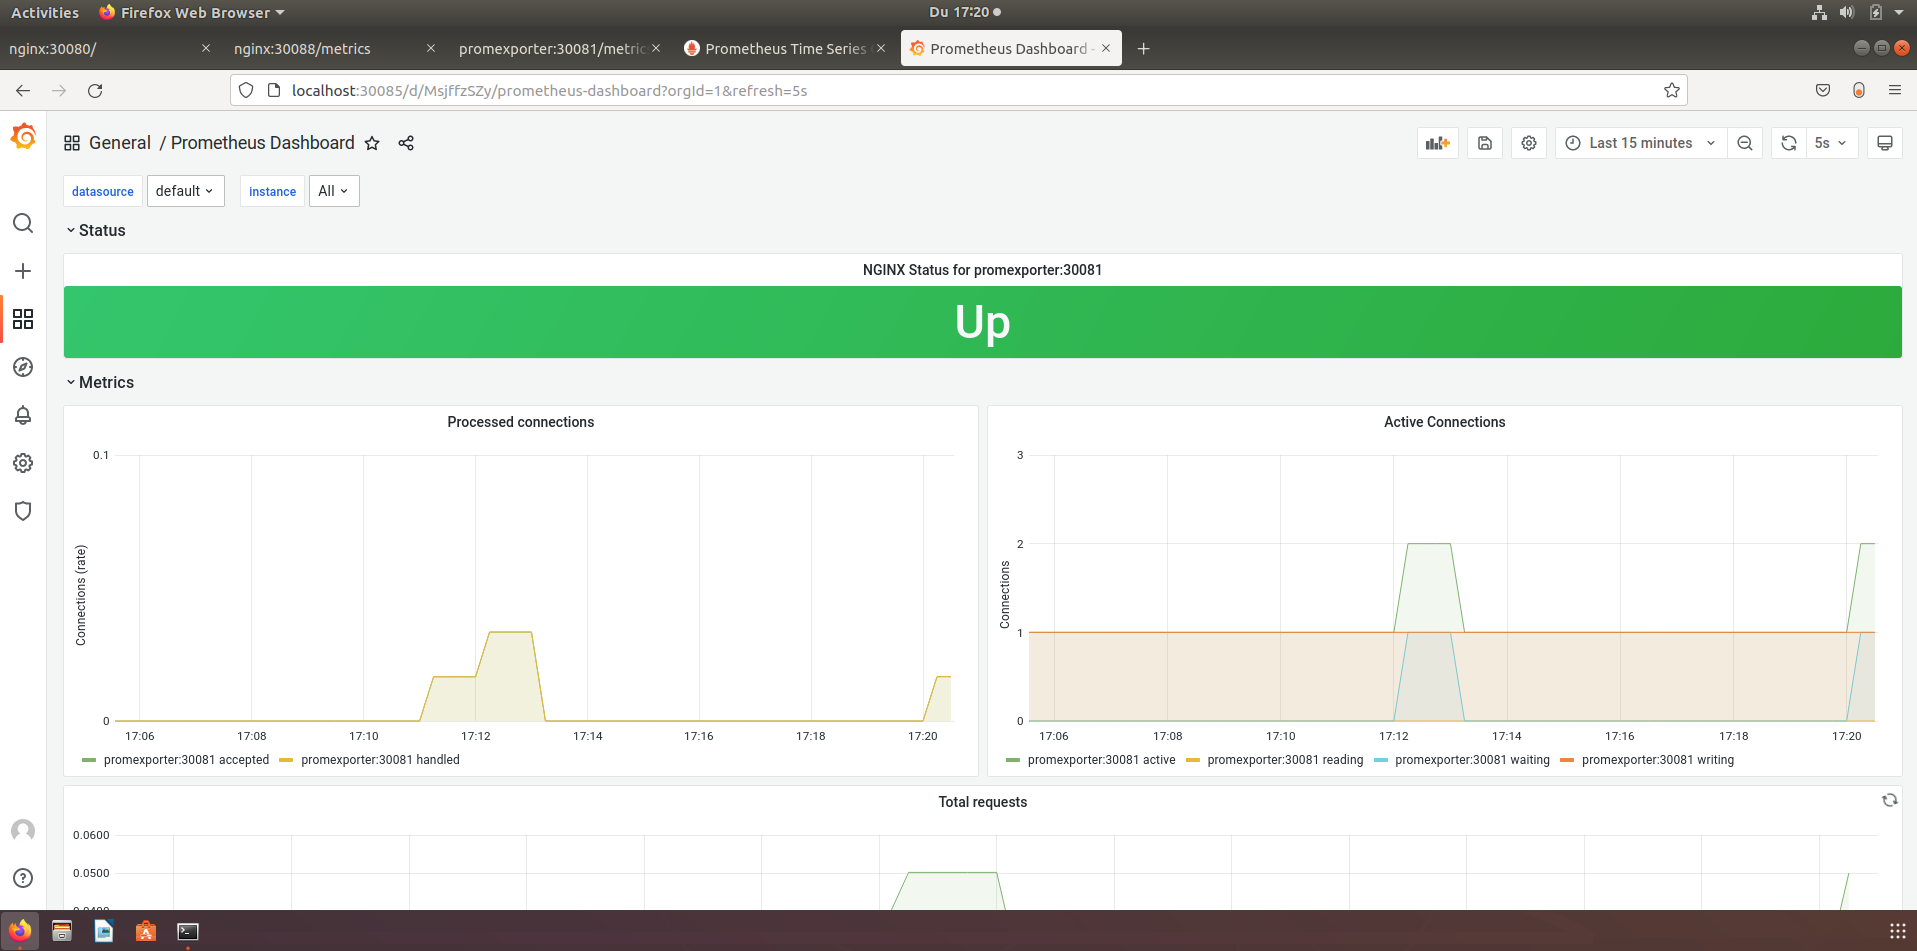 Activities Firefox Web Browser Du 17:20
nginx:30080/ nginx:30088/metrics promexporter:30081/metric Prometheus Time Series Prometheus Dashboard -
localhost:30085/d/MsjffzSZy/prometheus-dashboard?orgId=1&refresh=5s
General / Prometheus Dashboard Last 15 minutes 5s
datasource default instance All
Status
NGINX Status for promexporter:30081
Up
Metrics
Processed connections
0.1
Connections (rate)
0
17:06 17:08 17:10 17:12 17:14 17:16 17:18 17:20
promexporter:30081 accepted promexporter:30081 handled
Active Connections
3
2
Connections
1
0
17:06 17:08 17:10 17:12 17:14 17:16 17:18 17:20
promexporter:30081 active promexporter:30081 reading promexporter:30081 waiting promexporter:30081 writing
Total requests
0.0600
0.0500
0.0400